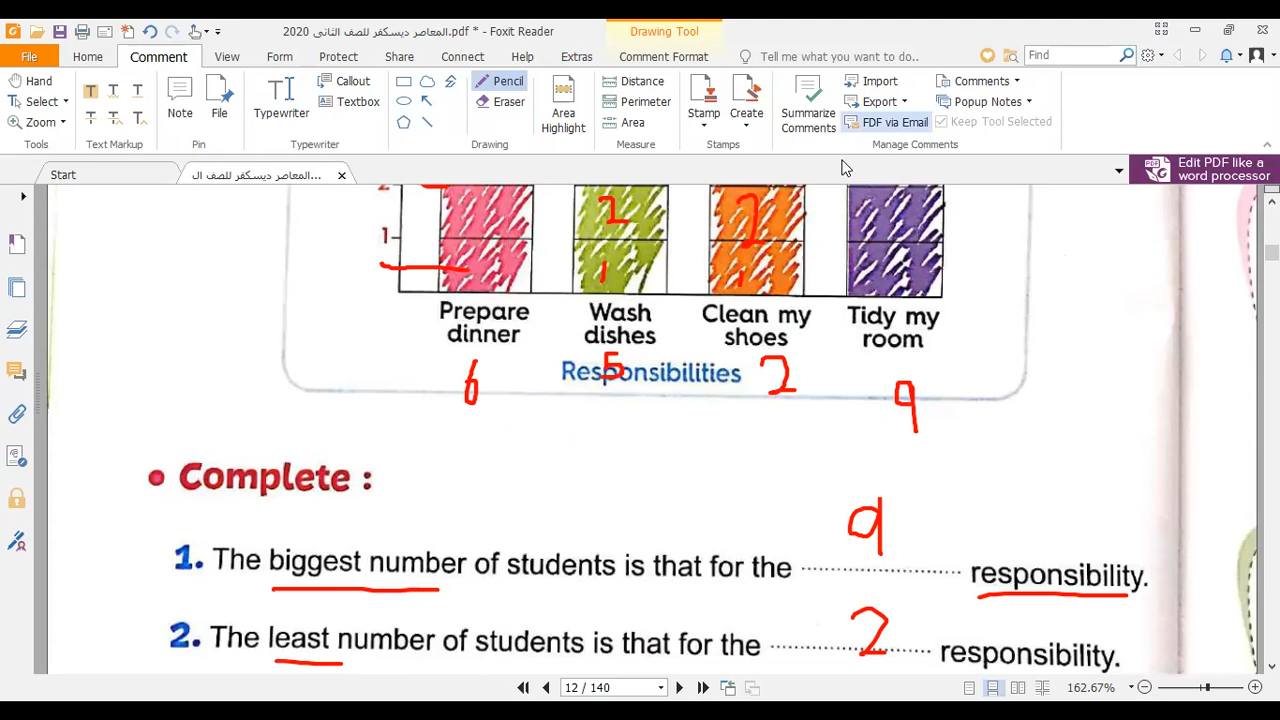 المعاصر ديسكفر للصف الثانى 2020.pdf * - Foxit Reader
Drawing Tool
File Home Comment View Form Protect Share Connect Help Extras Comment Format Tell me what you want to do... Find
Hand
Select
Zoom
Tools
T T T
T T T
Text Markup
Note
File
Typewriter
Callout
Textbox
Typewriter
Pencil
Eraser
Drawing
Area Highlight
Distance
Perimeter
Area
Measure
Stamp
Create
Stamps
Summarize Comments
Import
Export
FDF via Email
Comments
Popup Notes
Keep Tool Selected
Manage Comments
Start
المعاصر ديسكفر للصف ال...
Edit PDF like a word processor
2
2 2
1
1 1
Prepare dinner
Wash dishes
Clean my shoes
Tidy my room
Responsibilities
6 5 2 9
• Complete :
9
1. The biggest number of students is that for the ........ responsibility.
2
2. The least number of students is that for the ........ responsibility.
12 / 140
162.67%